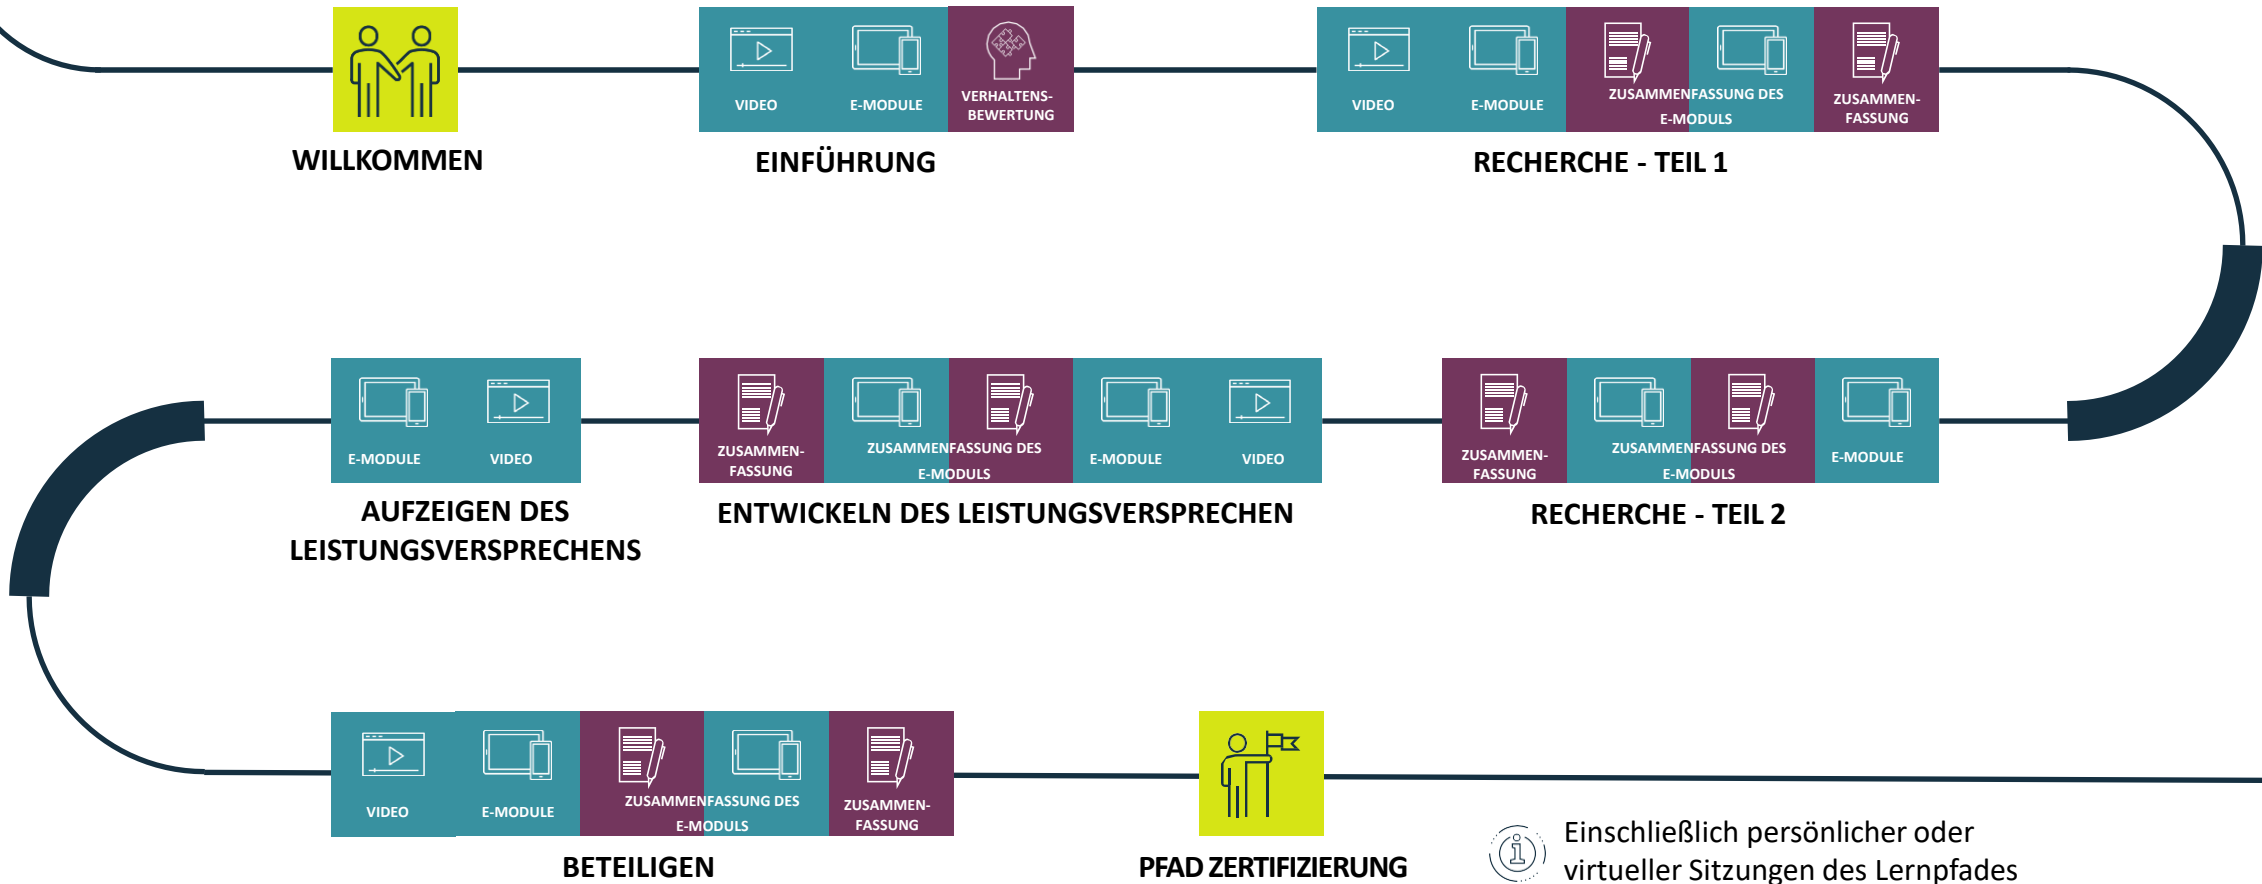 VIDEO
E-MODULE
VERHALTENS-
BEWERTUNG
VIDEO
E-MODULE
ZUSAMMENFASSUNG DES
E-MODULS
ZUSAMMEN-
FASSUNG
WILLKOMMEN
EINFÜHRUNG
RECHERCHE - TEIL 1
E-MODULE
VIDEO
ZUSAMMEN-
FASSUNG
ZUSAMMENFASSUNG DES
E-MODULS
E-MODULE
VIDEO
ZUSAMMEN-
FASSUNG
ZUSAMMENFASSUNG DES
E-MODULS
E-MODULE
AUFZEIGEN DES
LEISTUNGSVERSPRECHENS
ENTWICKELN DES LEISTUNGSVERSPRECHEN
RECHERCHE - TEIL 2
VIDEO
E-MODULE
ZUSAMMENFASSUNG DES
E-MODULS
ZUSAMMEN-
FASSUNG
BETEILIGEN
PFAD ZERTIFIZIERUNG
Einschließlich persönlicher oder
virtueller Sitzungen des Lernpfades